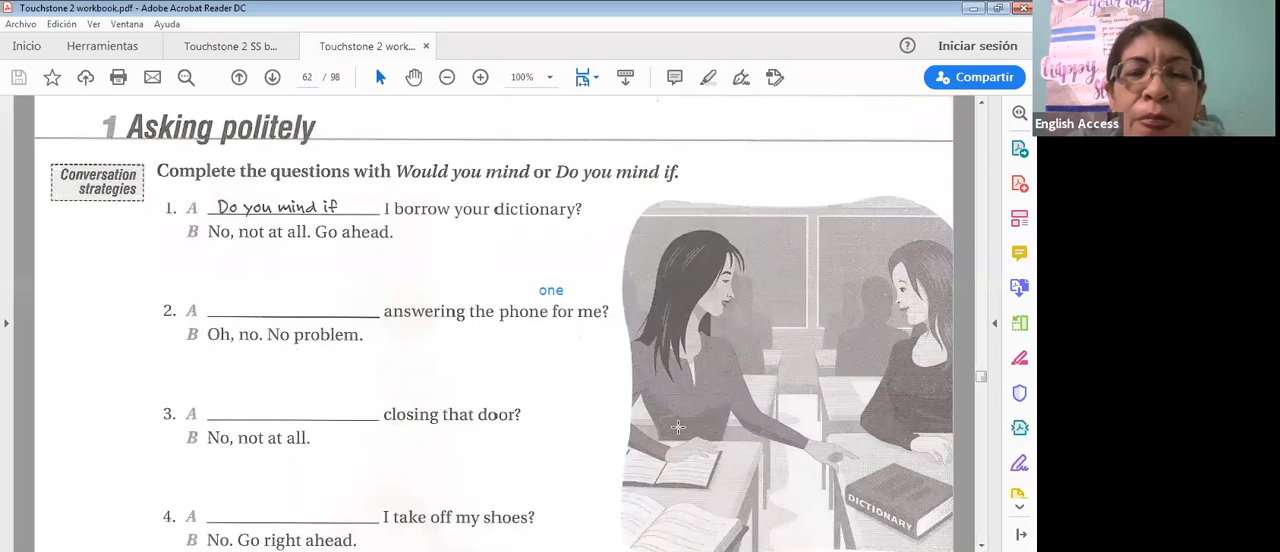 Touchstone 2 workbook.pdf - Adobe Acrobat Reader DC
Archivo Edición Ver Ventana Ayuda
Inicio Herramientas Touchstone 2 SS b... Touchstone 2 work... × Iniciar sesión
62 / 98 100% Compartir
happy
English Access
1 Asking politely
Conversation strategies
Complete the questions with Would you mind or Do you mind if.
1. A Do you mind if I borrow your dictionary?
B No, not at all. Go ahead.
one
2. A answering the phone for me?
B Oh, no. No problem.
3. A closing that door?
B No, not at all.
4. A I take off my shoes?
B No. Go right ahead.
DICTIONARY